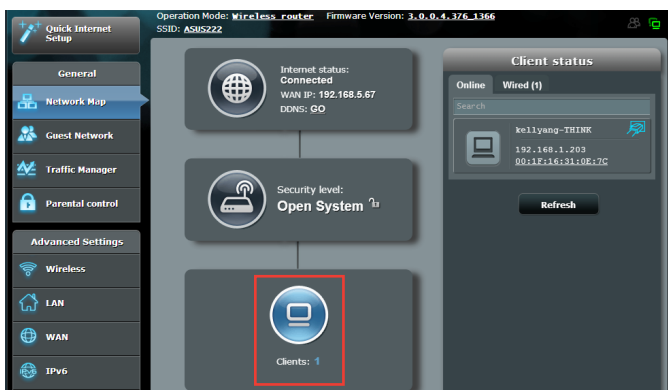 Quick Internet
Setup
Operation Mode: Wireless router Firmware Version: 3.0.0.4.376_1366
SSID: ASUS222
General
Network Map
Guest Network
Traffic Manager
Parental control
Advanced Settings
Wireless
LAN
WAN
IPv6
Internet status:
Connected
WAN IP: 192.168.5.67
DDNS: GO
Security level:
Open System
Clients: 1
Client status
Online Wired (1)
Search
kellyang-THINK
192.168.1.203
00:1F:16:31:0E:7C
Refresh